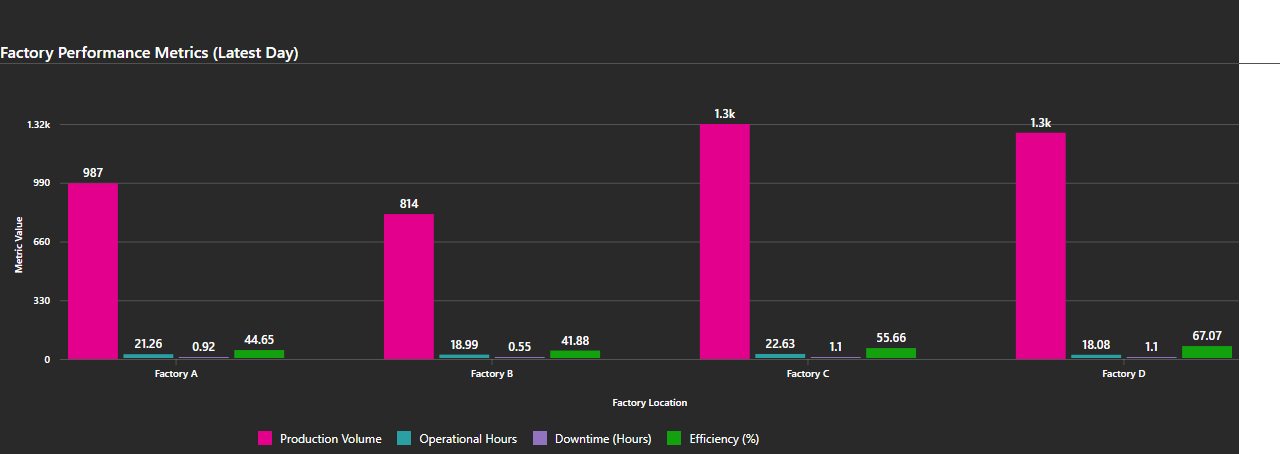 Factory Performance Metrics (Latest Day)
1.3k
1.32k
1.3k
987
990
814
Metric Value
660
330
21.26
0.92
44.65
18.99
0.55
41.88
22.63
1.1
55.66
18.08
1.1
67.07
0
Factory A
Factory B
Factory C
Factory D
Factory Location
Production Volume
Operational Hours
Downtime (Hours)
Efficiency (%)